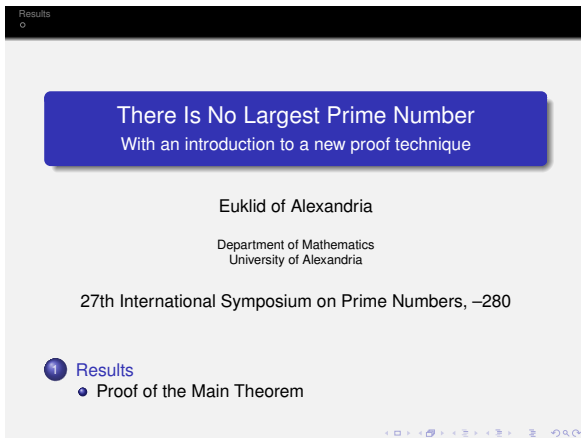 Results
There Is No Largest Prime Number
With an introduction to a new proof technique
Euklid of Alexandria
Department of Mathematics
University of Alexandria
27th International Symposium on Prime Numbers, –280
1 Results
Proof of the Main Theorem